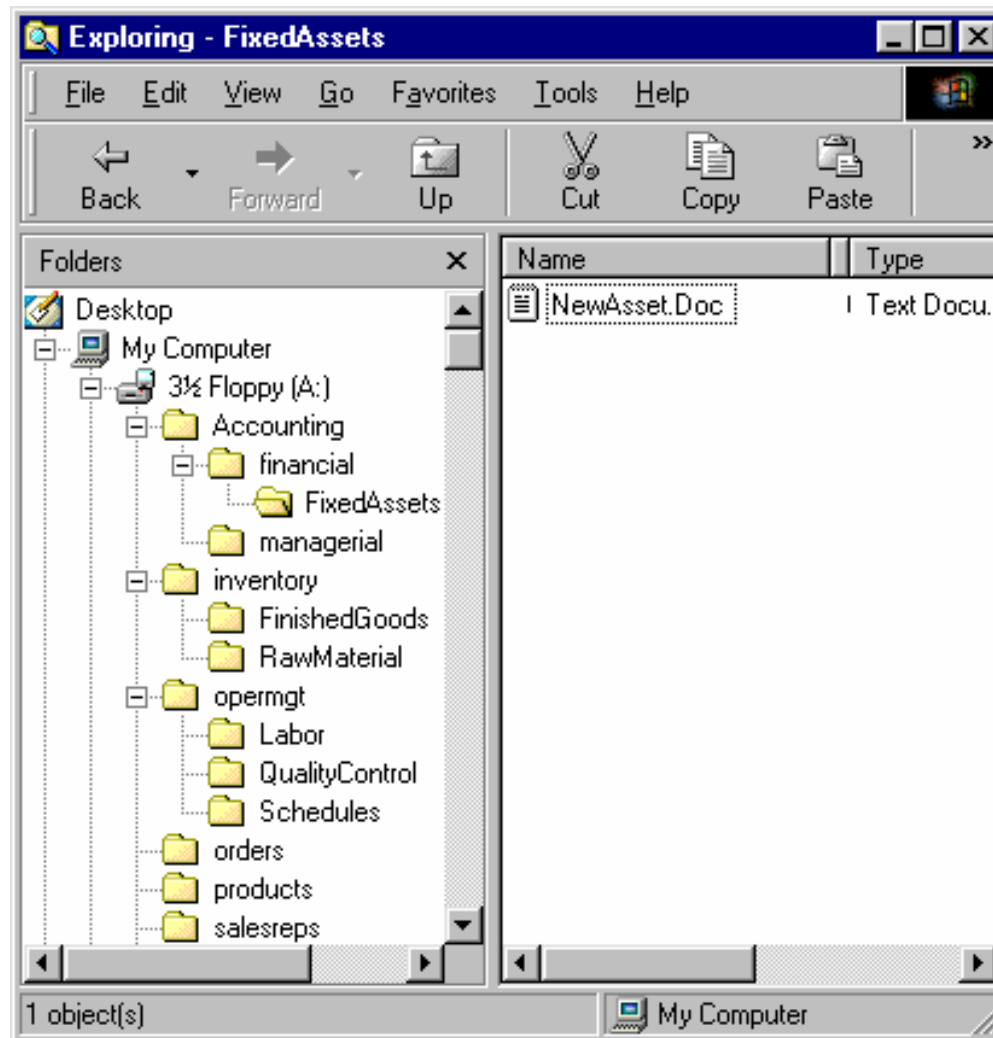 Exploring - FixedAssets
File Edit View Go Favorites Tools Help
Back Forward Up Cut Copy Paste »
Folders
Desktop
My Computer
3½ Floppy (A:)
Accounting
financial
FixedAssets
managerial
inventory
FinishedGoods
RawMaterial
opermgt
Labor
QualityControl
Schedules
orders
products
salesreps
Name Type
NewAsset.Doc Text Docu.
1 object(s) My Computer